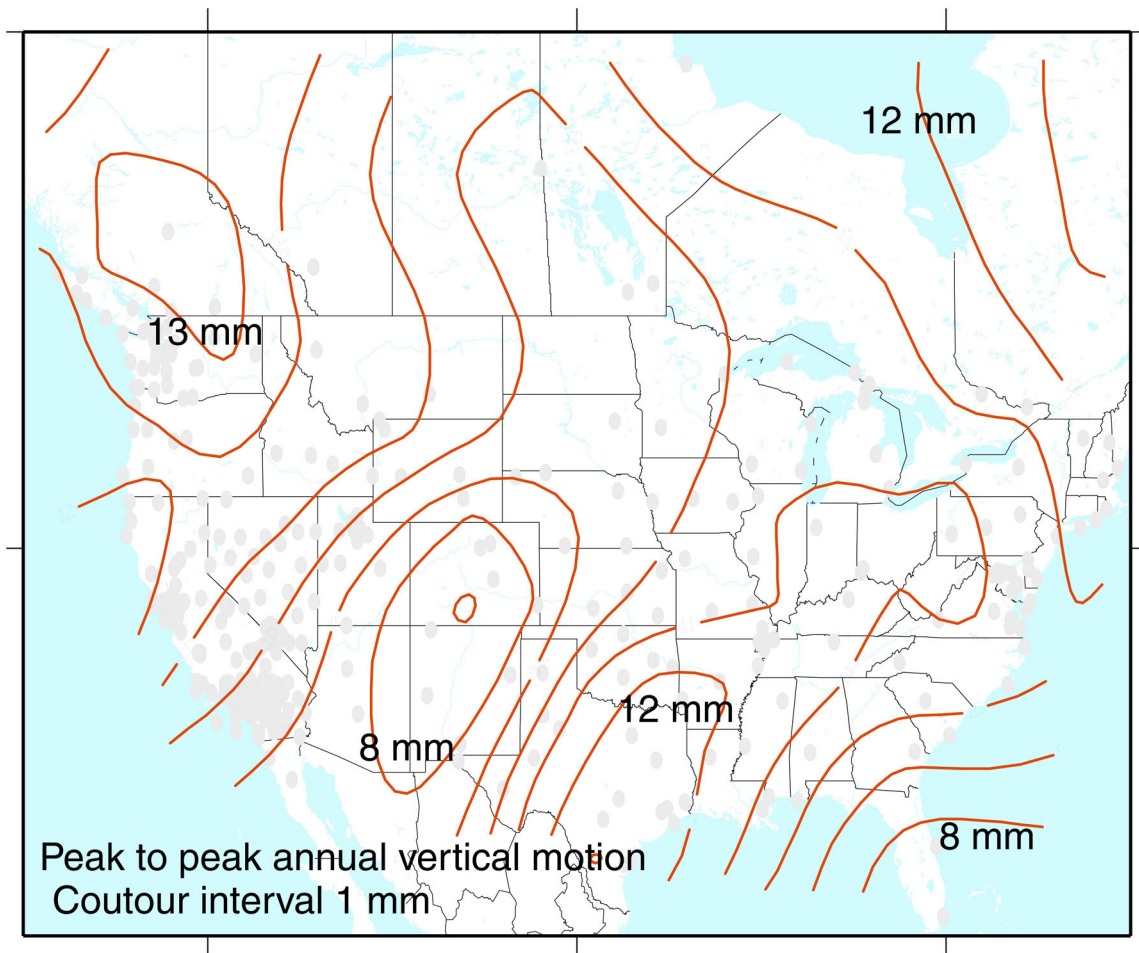 12 mm
13 mm
12 mm
8 mm
8 mm
Peak to peak annual vertical motion
Coutour interval 1 mm